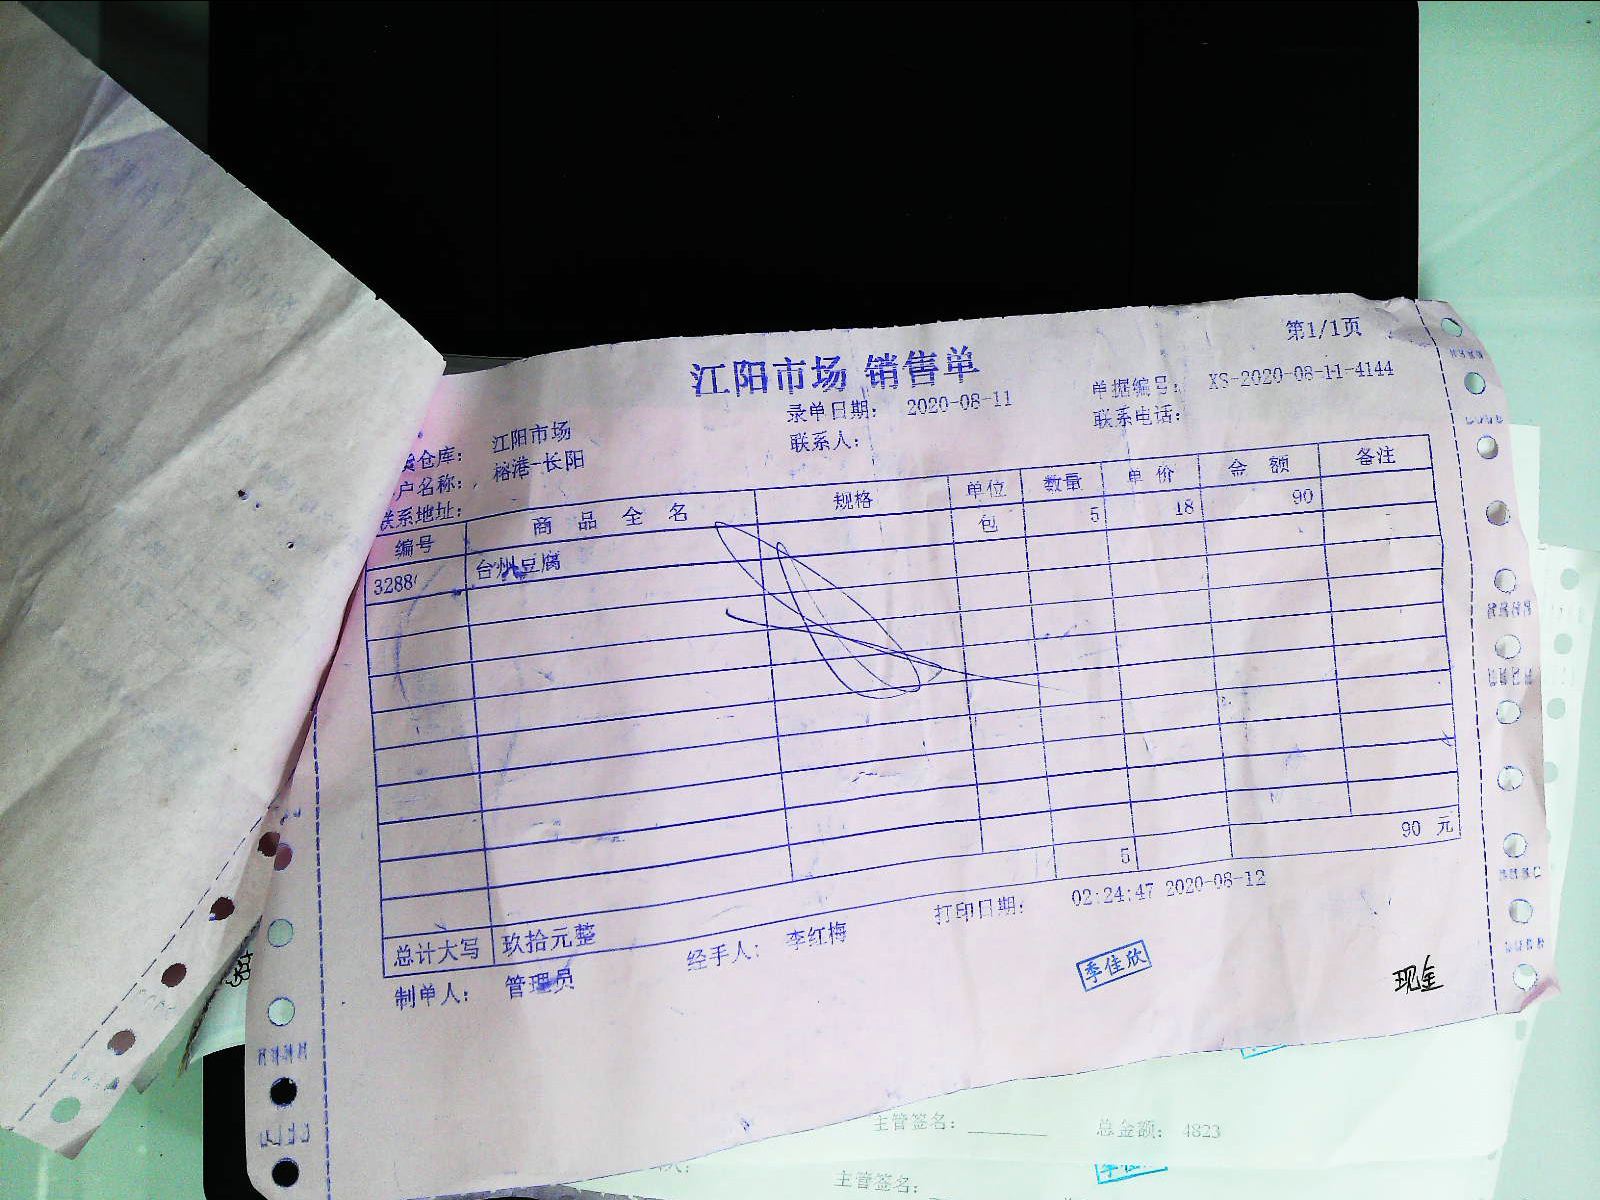 第1/1页
江阳市场 销售单
录单日期： 2020-08-11 单据编号： XS-2020-08-11-4144
仓库： 江阳市场 联系人： 联系电话：
户名称： 榕港-长阳
联系地址：
编号 商品全名 规格 单位 数量 单价 金额 备注
3288 台州豆腐 包 5 18 90
5 90 元
总计大写 玖拾元整
制单人： 管理员 经手人： 李红梅 打印日期： 02:24:47 2020-08-12
季佳欣
现金
主管签名： 总金额： 4823
主管签名：